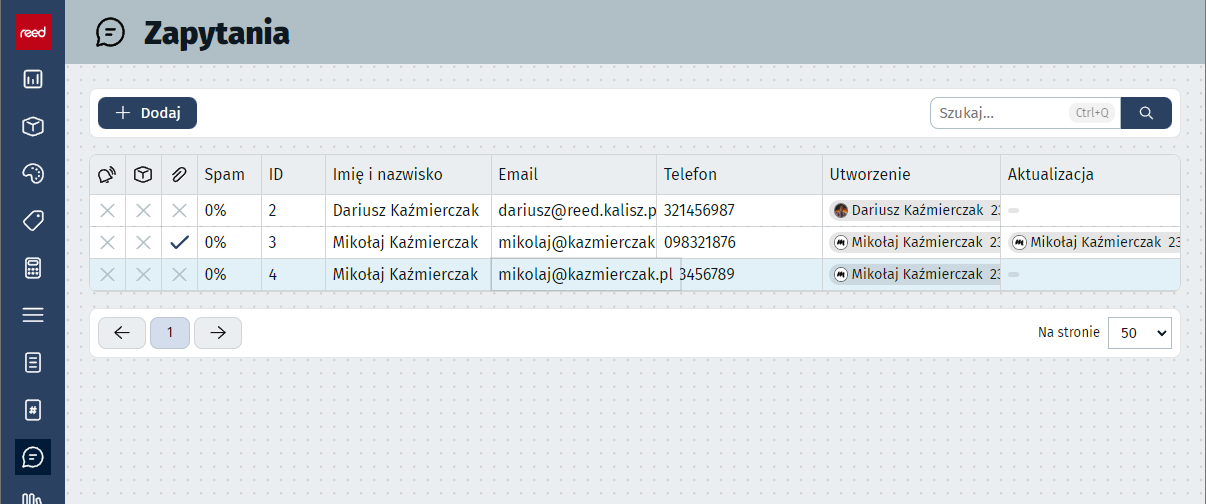 reed
Zapytania
Dodaj
Szukaj... Ctrl+Q
Spam ID Imię i nazwisko Email Telefon Utworzenie Aktualizacja
0% 2 Dariusz Kaźmierczak dariusz@reed.kalisz.p 321456987 Dariusz Kaźmierczak 23
0% 3 Mikołaj Kaźmierczak mikolaj@kazmierczak 098321876 Mikołaj Kaźmierczak 23 Mikołaj Kaźmierczak 23
0% 4 Mikołaj Kaźmierczak mikolaj@kazmierczak.pl 3456789 Mikołaj Kaźmierczak 23
1 Na stronie 50